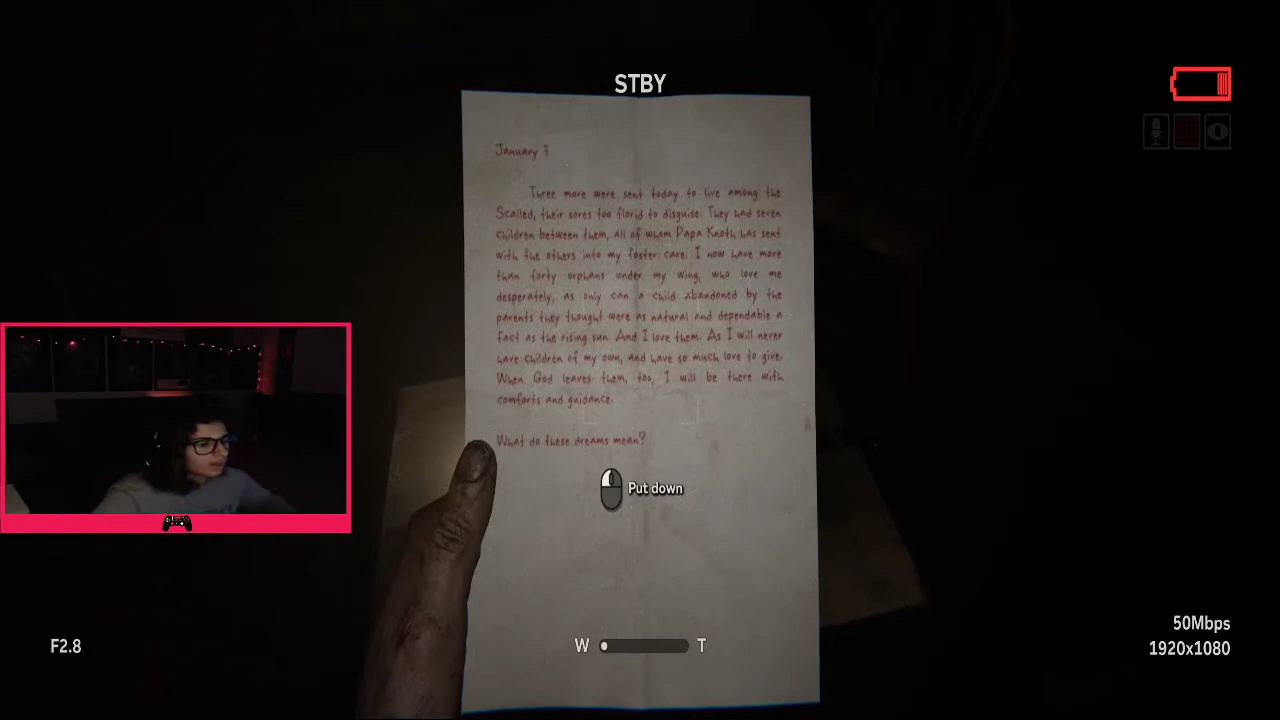 STBY
January 7
Three more were sent today to live among the
Scalled, their sores too florid to disguise. They had seven
children between them, all of whom Papa Knoth has sent
with the others into my foster care. I now have more
than forty orphans under my wing, who love me
desperately, as only can a child abandoned by the
parents they thought were as natural and dependable a
fact as the rising sun. And I love them. As I will never
have children of my own, and have so much love to give.
When God leaves them, too, I will be there with
comforts and guidance.
What do these dreams mean?
Put down
F2.8
W T
50Mbps
1920x1080